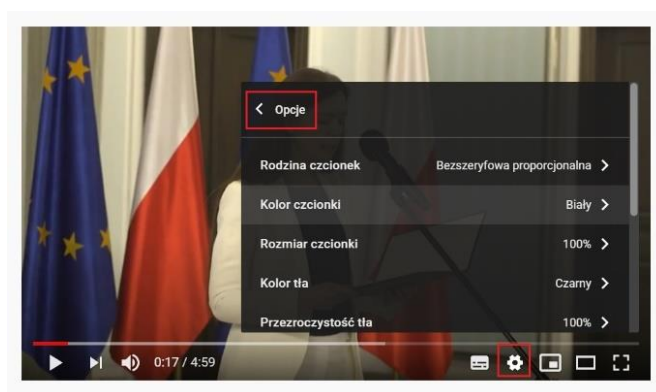 Opcje
Rodzina czcionek Bezszeryfowa proporcjonalna
Kolor czcionki Biały
Rozmiar czcionki 100%
Kolor tła Czarny
Przezroczystość tła 100%
0:17 / 4:59